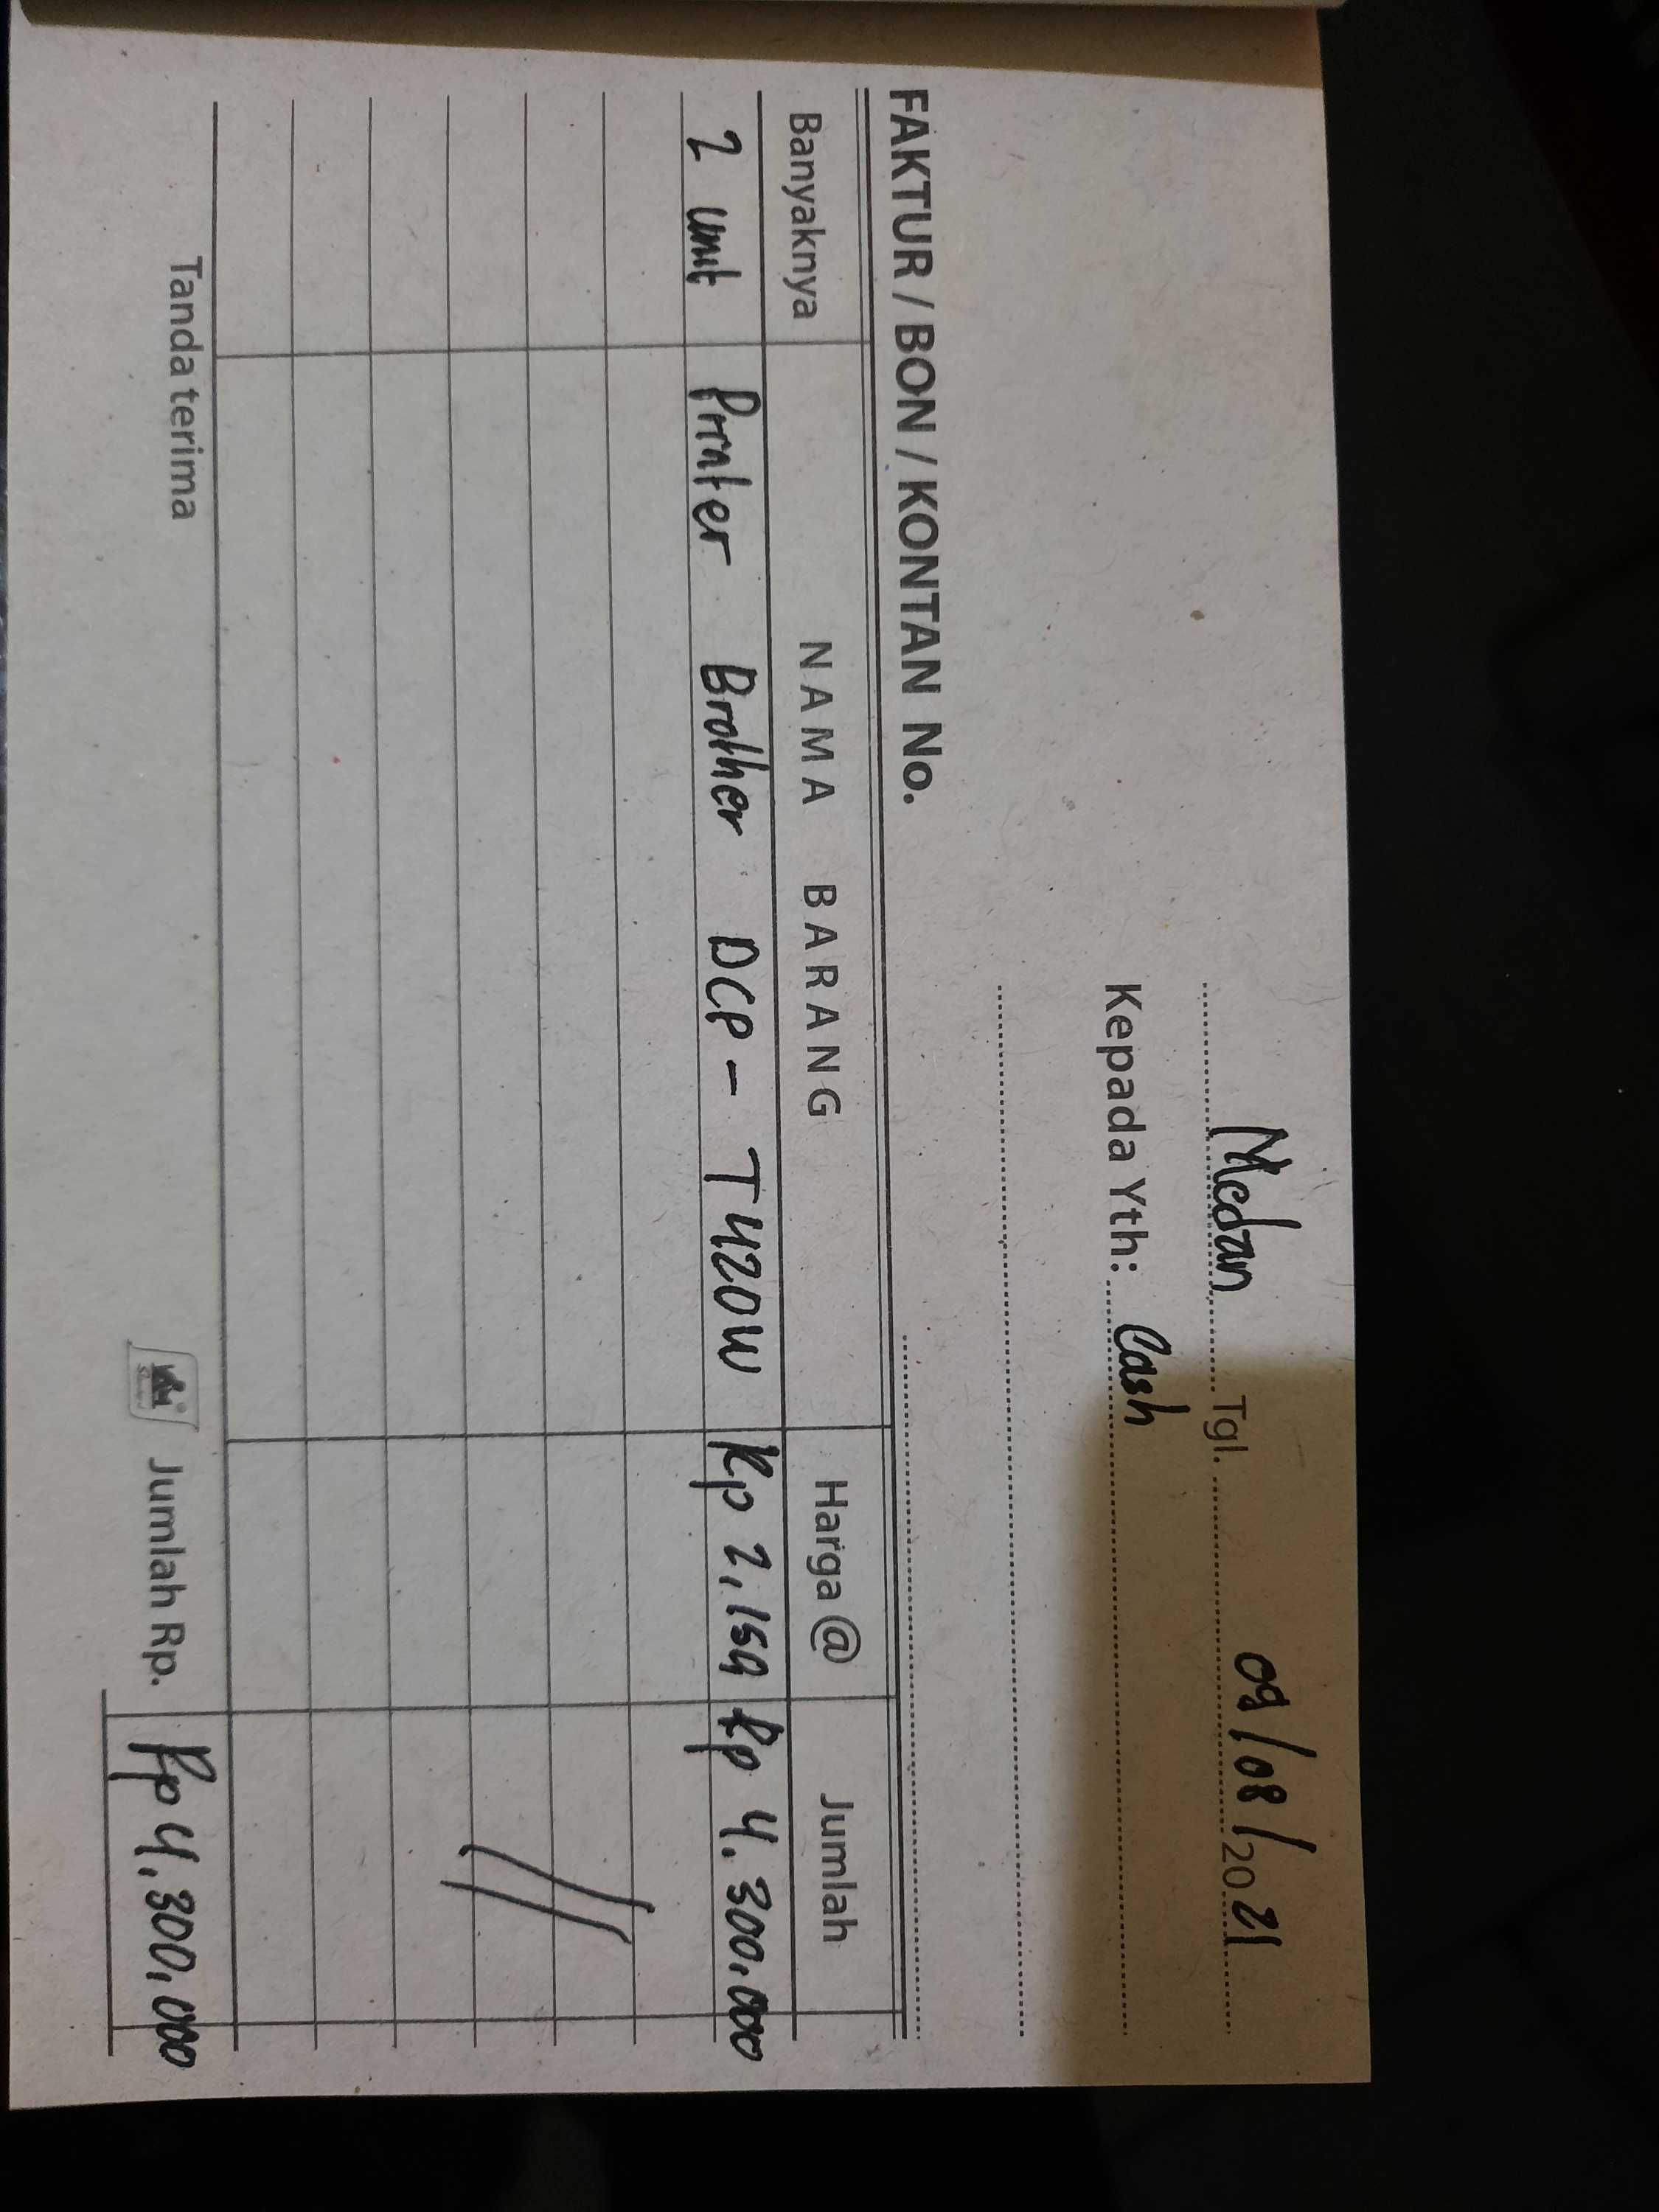 Medan Tgl. 09/08/2021
Kepada Yth: Cash
FAKTUR / BON / KONTAN No.
Banyaknya NAMA BARANG Harga @ Jumlah
2 unit Printer Brother DCP - T420W Rp 2.150 Rp 4.300.000
Tanda terima Jumlah Rp. Rp 4.300.000